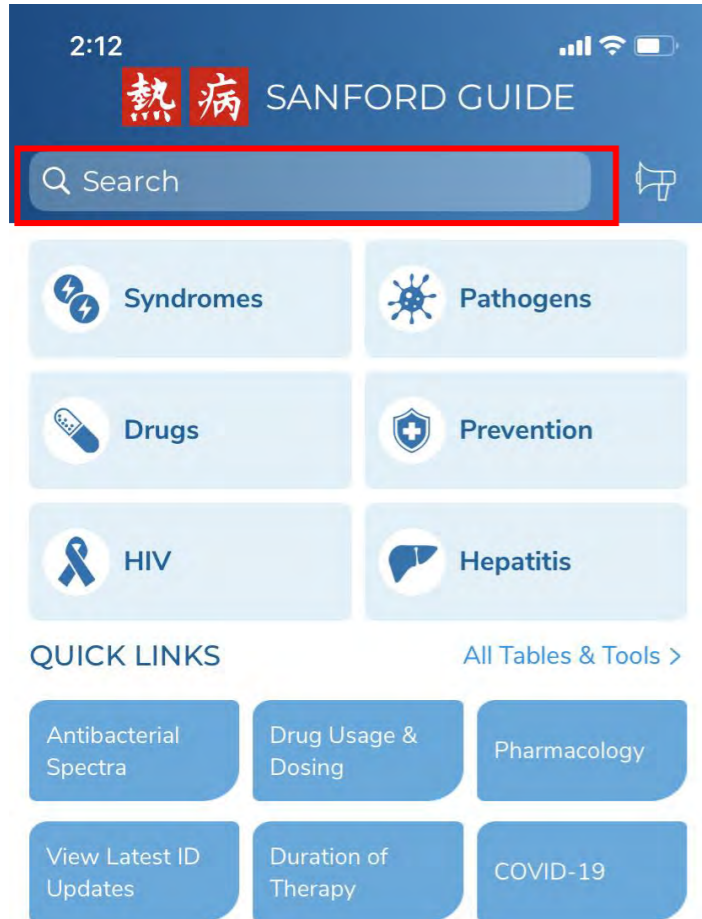 2:12
熱 病 SANFORD GUIDE
Search
Syndromes
Pathogens
Drugs
Prevention
HIV
Hepatitis
QUICK LINKS
All Tables & Tools >
Antibacterial
Spectra
Drug Usage &
Dosing
Pharmacology
View Latest ID
Updates
Duration of
Therapy
COVID-19